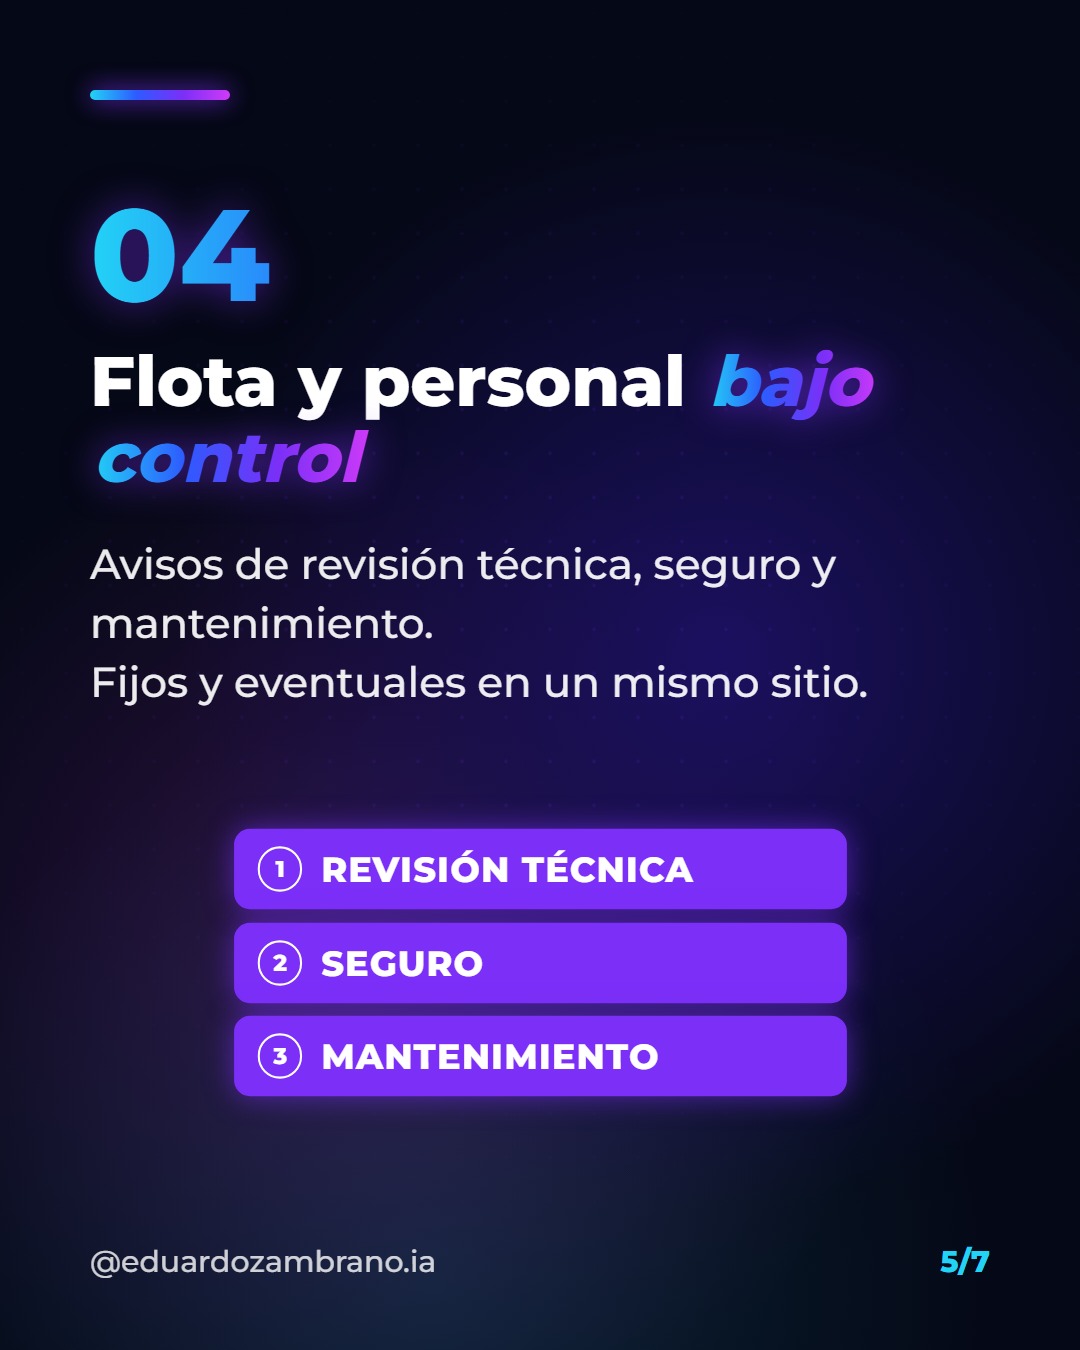 04
Flota y personal bajo
control
Avisos de revisión técnica, seguro y
mantenimiento.
Fijos y eventuales en un mismo sitio.
1 REVISIÓN TÉCNICA
2 SEGURO
3 MANTENIMIENTO
@eduardozambrano.ia
5/7